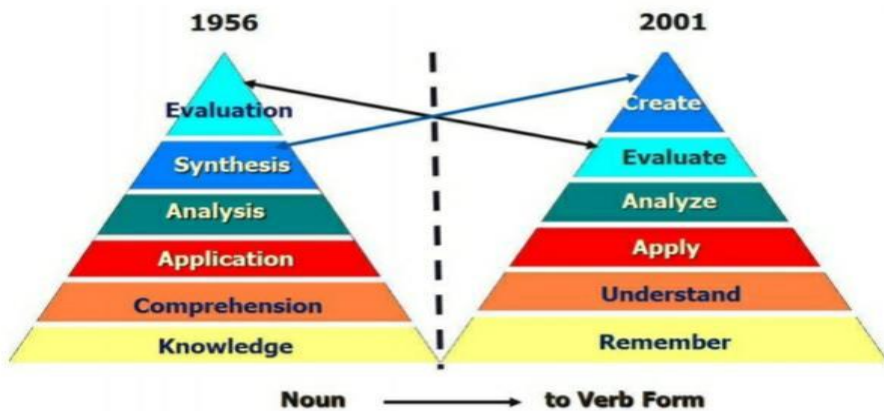 1956
Evaluation
Synthesis
Analysis
Application
Comprehension
Knowledge
2001
Create
Evaluate
Analyze
Apply
Understand
Remember
Noun to Verb Form